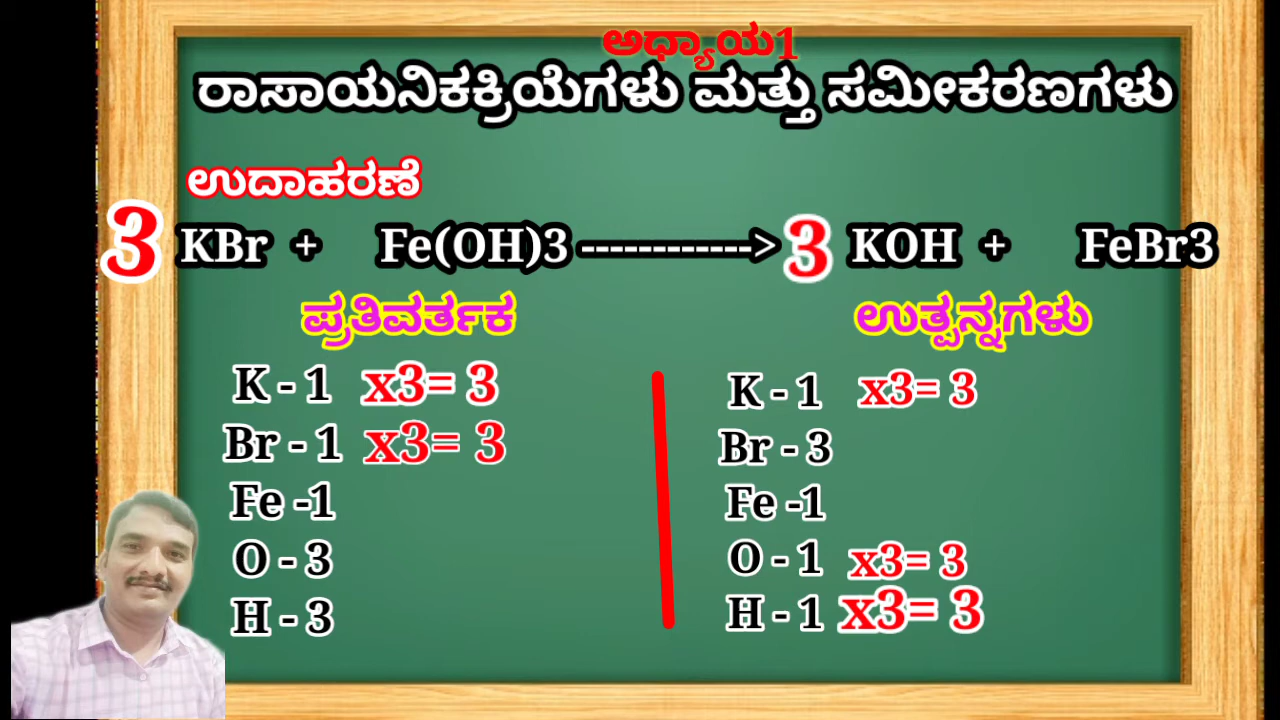 ಅಧ್ಯಾಯ1
ರಾಸಾಯನಿಕಕ್ರಿಯೆಗಳು ಮತ್ತು ಸಮೀಕರಣಗಳು
ಉದಾಹರಣೆ
3 KBr + Fe(OH)3 ------------> 3 KOH + FeBr3
ಪ್ರತಿವರ್ತಕ ಉತ್ಪನ್ನಗಳು
K - 1 x3= 3 K - 1 x3= 3
Br - 1 x3= 3 Br - 3
Fe -1 Fe -1
O - 3 O - 1 x3= 3
H - 3 H - 1 x3= 3